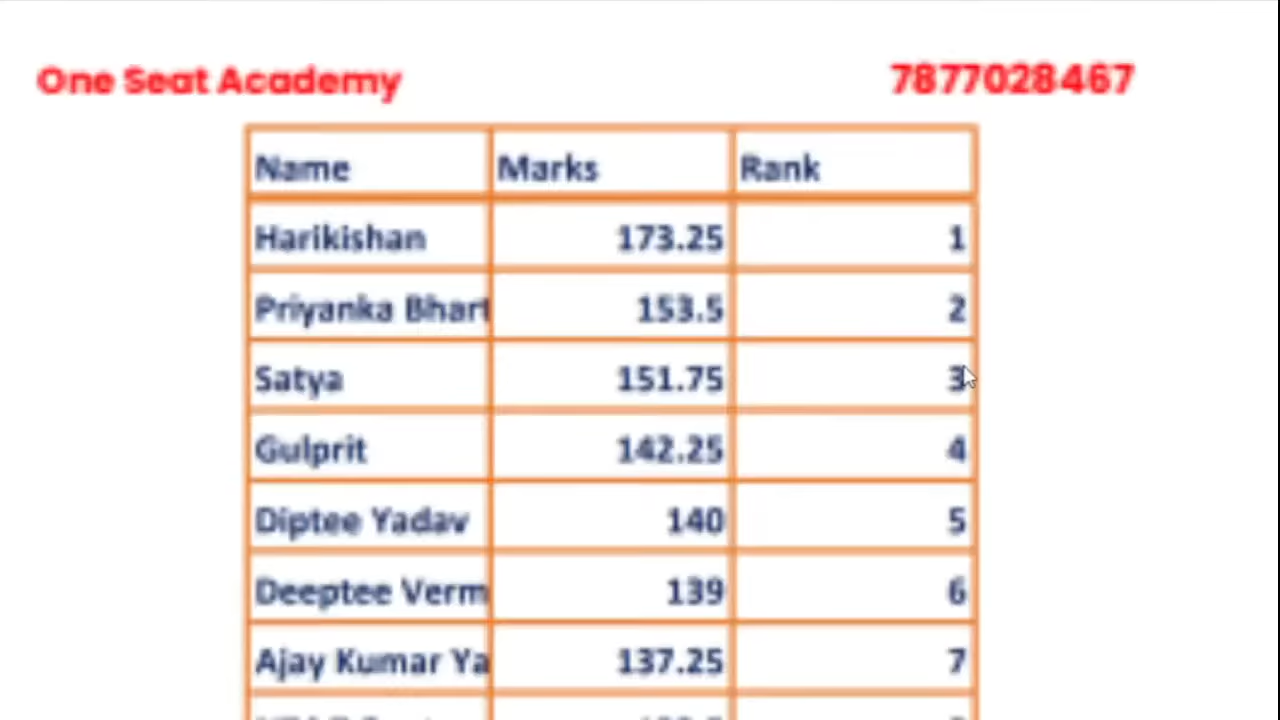 One Seat Academy 7877028467
Name Marks Rank
Harikishan 173.25 1
Priyanka Bhart 153.5 2
Satya 151.75 3
Gulprit 142.25 4
Diptee Yadav 140 5
Deeptee Verm 139 6
Ajay Kumar Ya 137.25 7